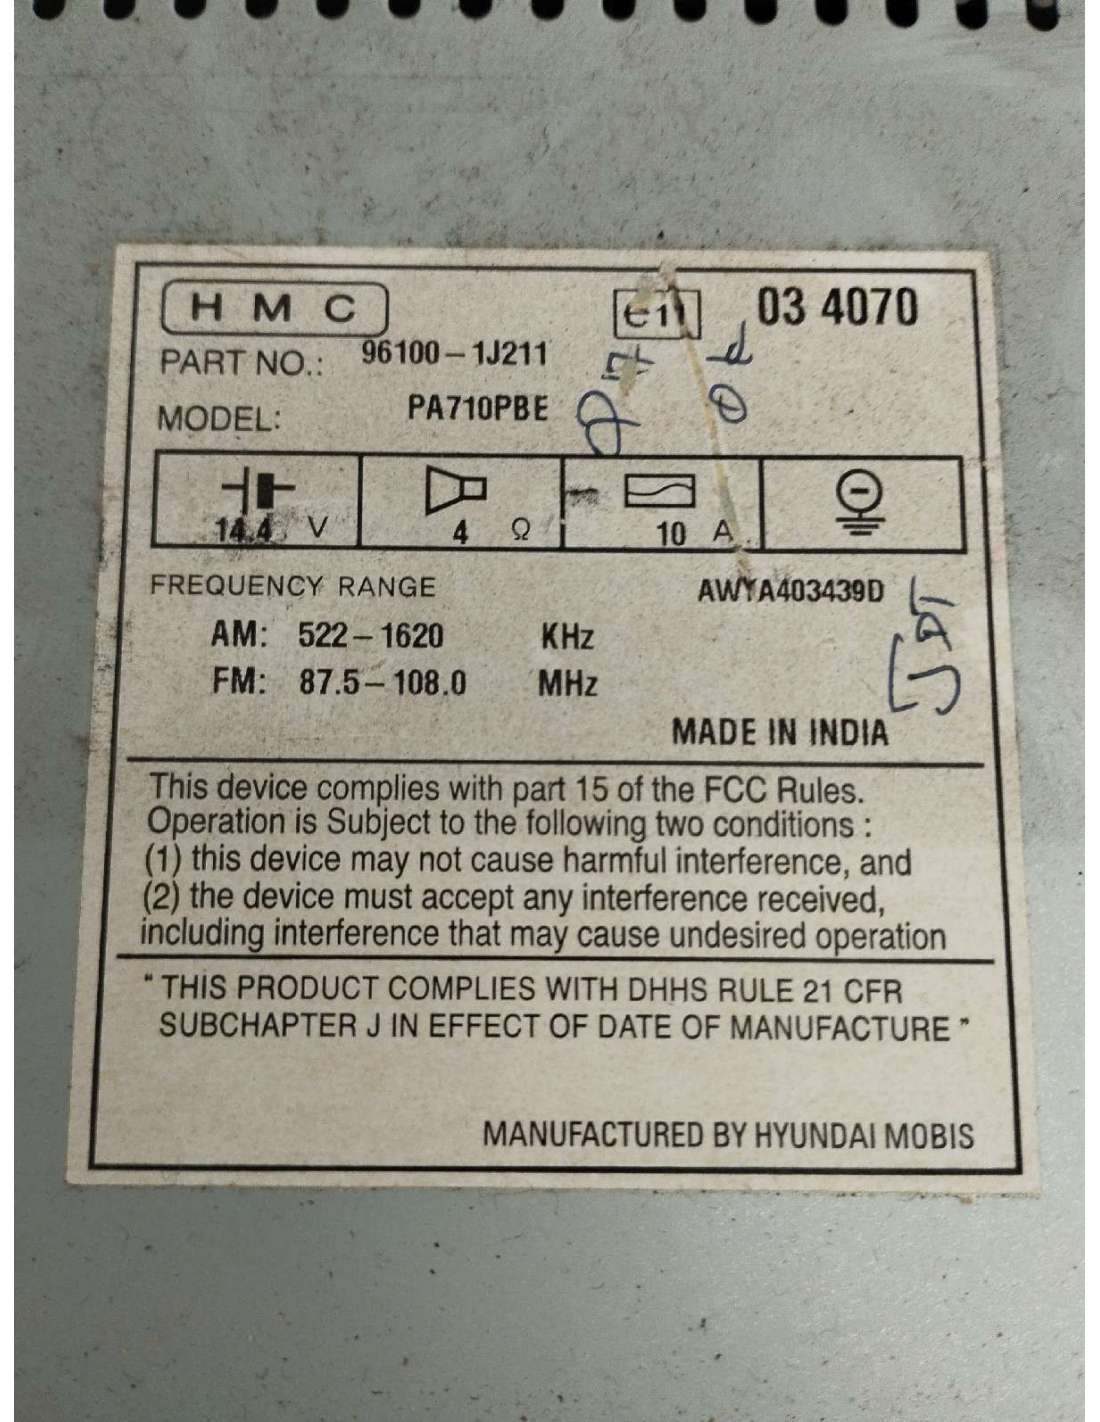 HMC e11 03 4070
PART NO.: 96100-1J211
MODEL: PA710PBE
14.4 V 4 Ω 10 A
FREQUENCY RANGE AWYA403439D
AM: 522-1620 KHz
FM: 87.5-108.0 MHz
MADE IN INDIA
This device complies with part 15 of the FCC Rules.
Operation is Subject to the following two conditions :
(1) this device may not cause harmful interference, and
(2) the device must accept any interference received,
including interference that may cause undesired operation
" THIS PRODUCT COMPLIES WITH DHHS RULE 21 CFR
SUBCHAPTER J IN EFFECT OF DATE OF MANUFACTURE "
MANUFACTURED BY HYUNDAI MOBIS